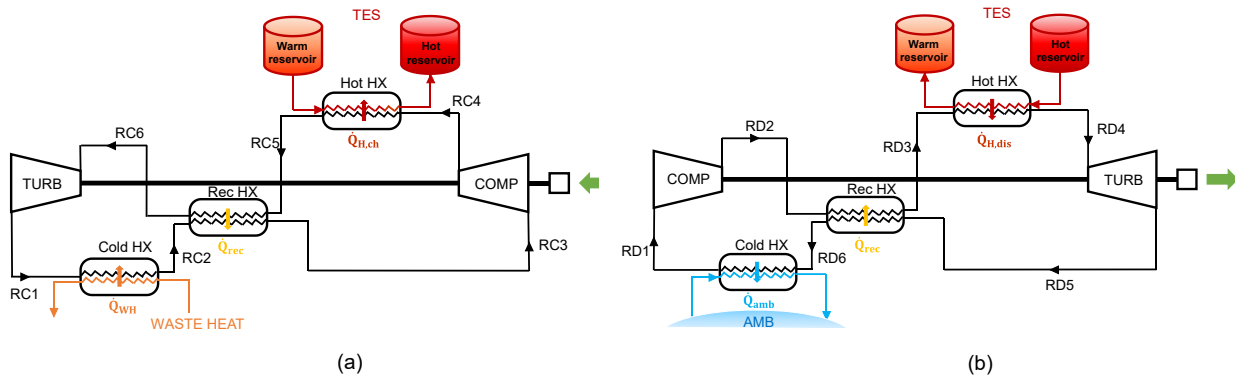 TES
Warm
reservoir
Hot
reservoir
Hot HX
RC4
RC5
Q̇H,ch
RC6
TURB
COMP
Rec HX
Q̇rec
RC3
RC2
Cold HX
RC1
Q̇WH
WASTE HEAT
(a)
TES
Warm
reservoir
Hot
reservoir
Hot HX
RD2
RD3
Q̇H,dis
RD4
COMP
TURB
Rec HX
Q̇rec
RD1
Cold HX
RD6
RD5
Q̇amb
AMB
(b)